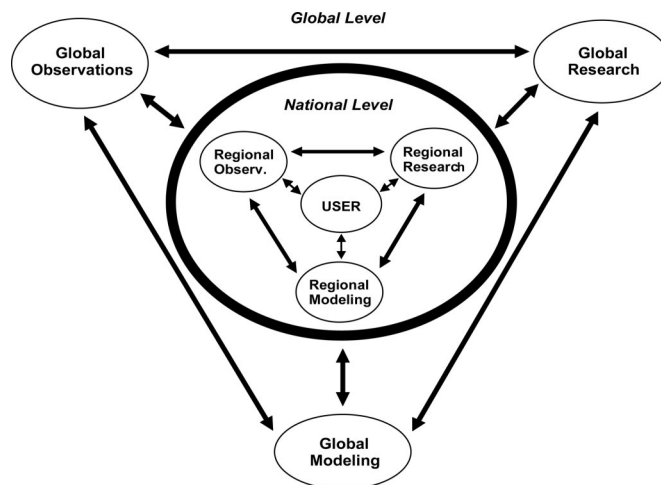 Global Level
Global
Observations
Global
Research
National Level
Regional
Observ.
Regional
Research
USER
Regional
Modeling
Global
Modeling